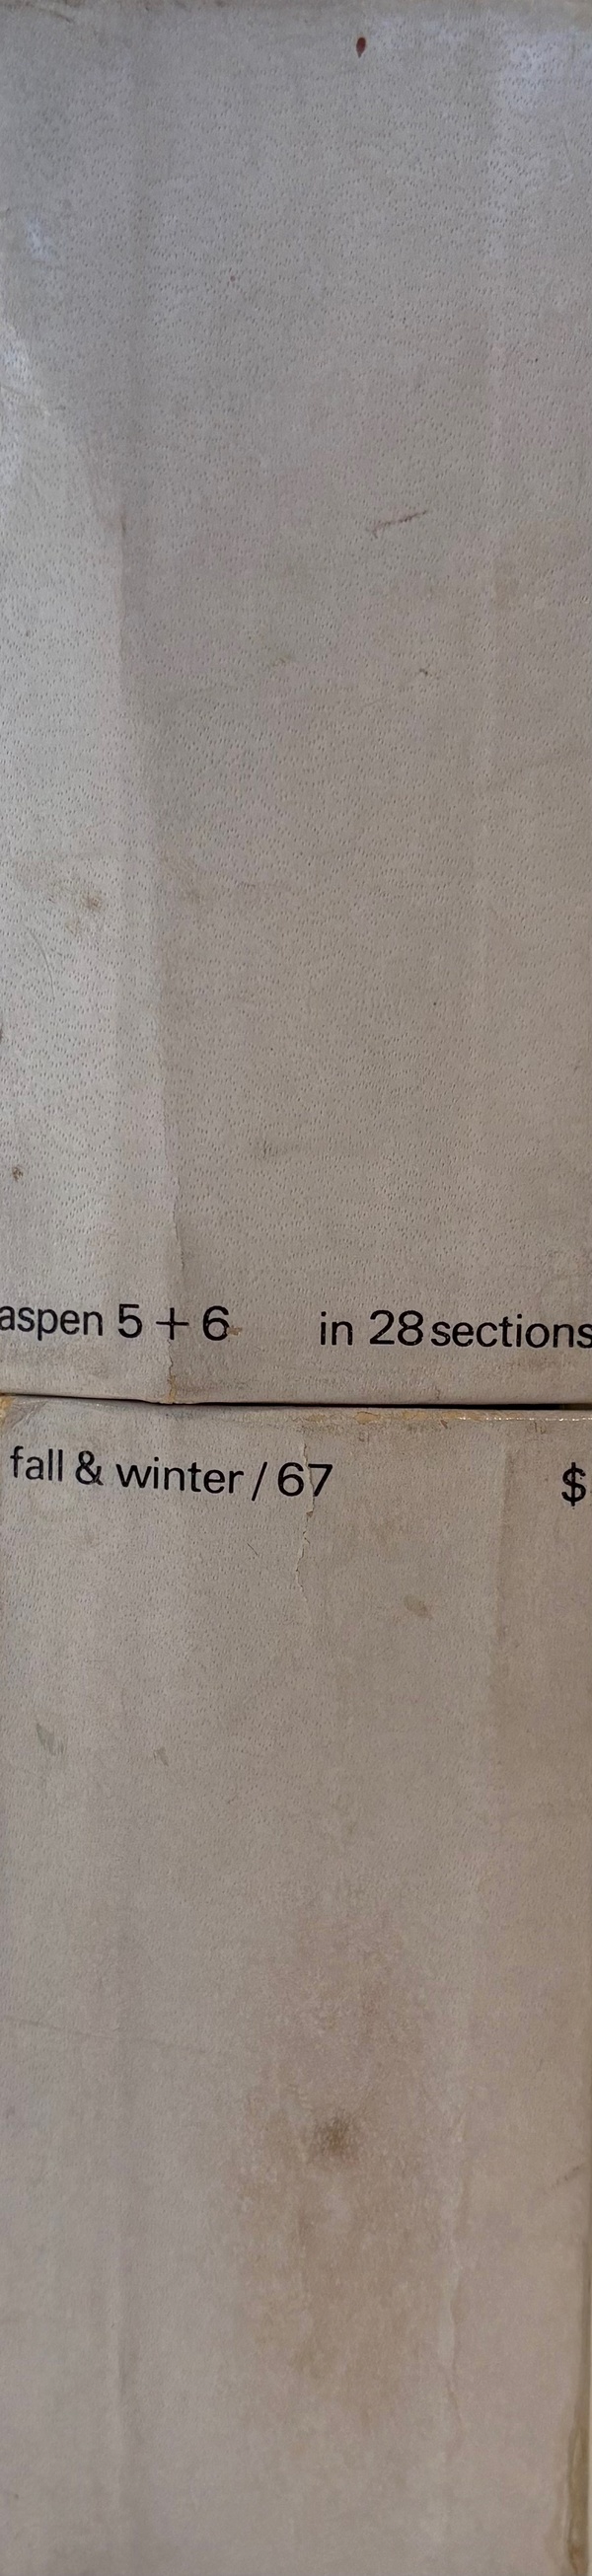 aspen 5 + 6 in 28 sections
fall & winter / 67 $